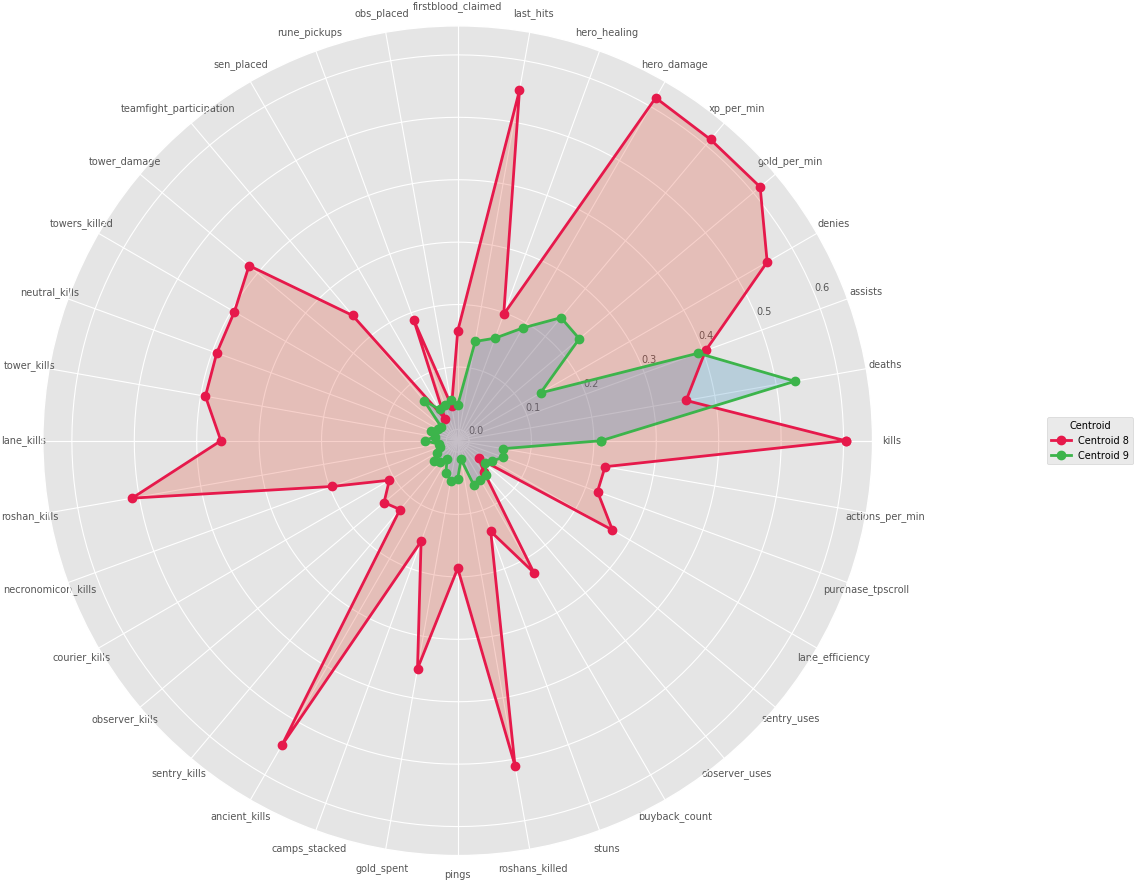 firstblood_claimed
obs_placed
last_hits
rune_pickups
hero_healing
sen_placed
hero_damage
teamfight_participation
xp_per_min
tower_damage
gold_per_min
towers_killed
denies
neutral_kills
assists
0.6
0.5
0.4
0.3
0.2
0.1
0.0
tower_kills
deaths
lane_kills
kills
Centroid
Centroid 8
Centroid 9
roshan_kills
actions_per_min
necronomicon_kills
purchase_tpscroll
courier_kills
lane_efficiency
observer_kills
sentry_uses
sentry_kills
observer_uses
ancient_kills
buyback_count
camps_stacked
stuns
gold_spent
roshans_killed
pings